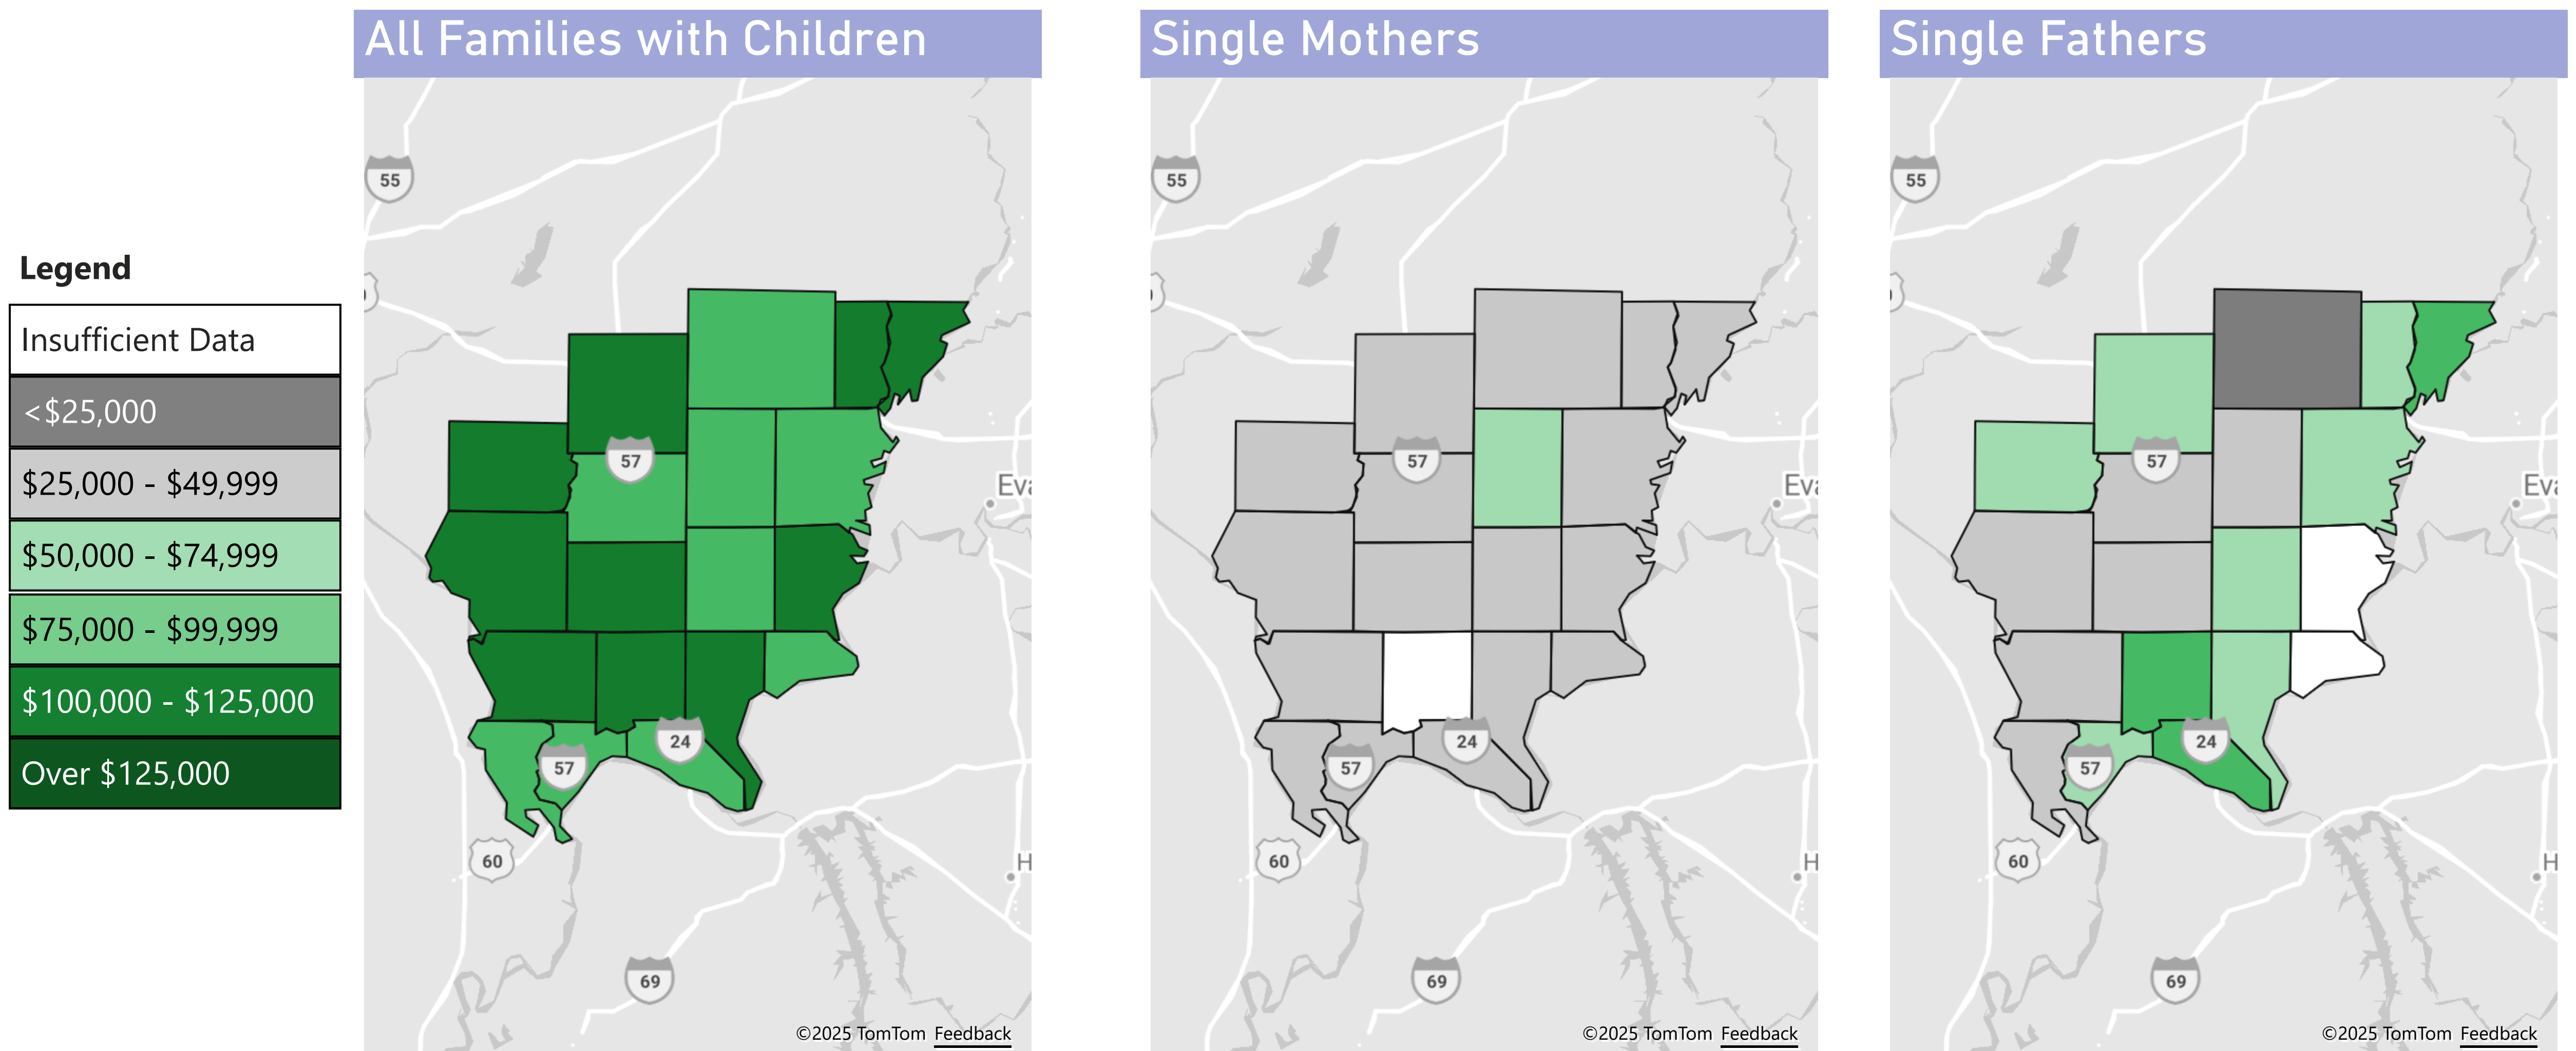 All Families with Children
Single Mothers
Single Fathers
Legend
Insufficient Data
<$25,000
$25,000 - $49,999
$50,000 - $74,999
$75,000 - $99,999
$100,000 - $125,000
Over $125,000
55
57
Eva
24
57
60
H
69
©2025 TomTom Feedback
55
57
Eva
24
57
60
H
69
©2025 TomTom Feedback
55
57
Eva
24
57
60
H
69
©2025 TomTom Feedback